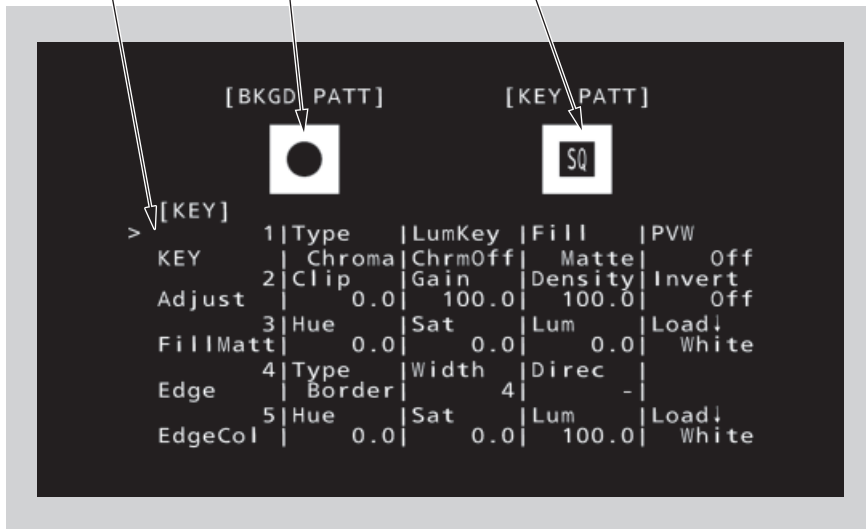 [BKGD PATT] [KEY PATT]
SQ
[KEY]
> 1|Type |LumKey |Fill |PVW
KEY | Chroma|ChrmOff| Matte| Off
2|Clip |Gain |Density|Invert
Adjust | 0.0| 100.0| 100.0| Off
3|Hue |Sat |Lum |Load↓
FillMatt| 0.0| 0.0| 0.0| White
4|Type |Width |Direc |
Edge | Border| 4| -|
5|Hue |Sat |Lum |Load↓
EdgeCol | 0.0| 0.0| 100.0| White